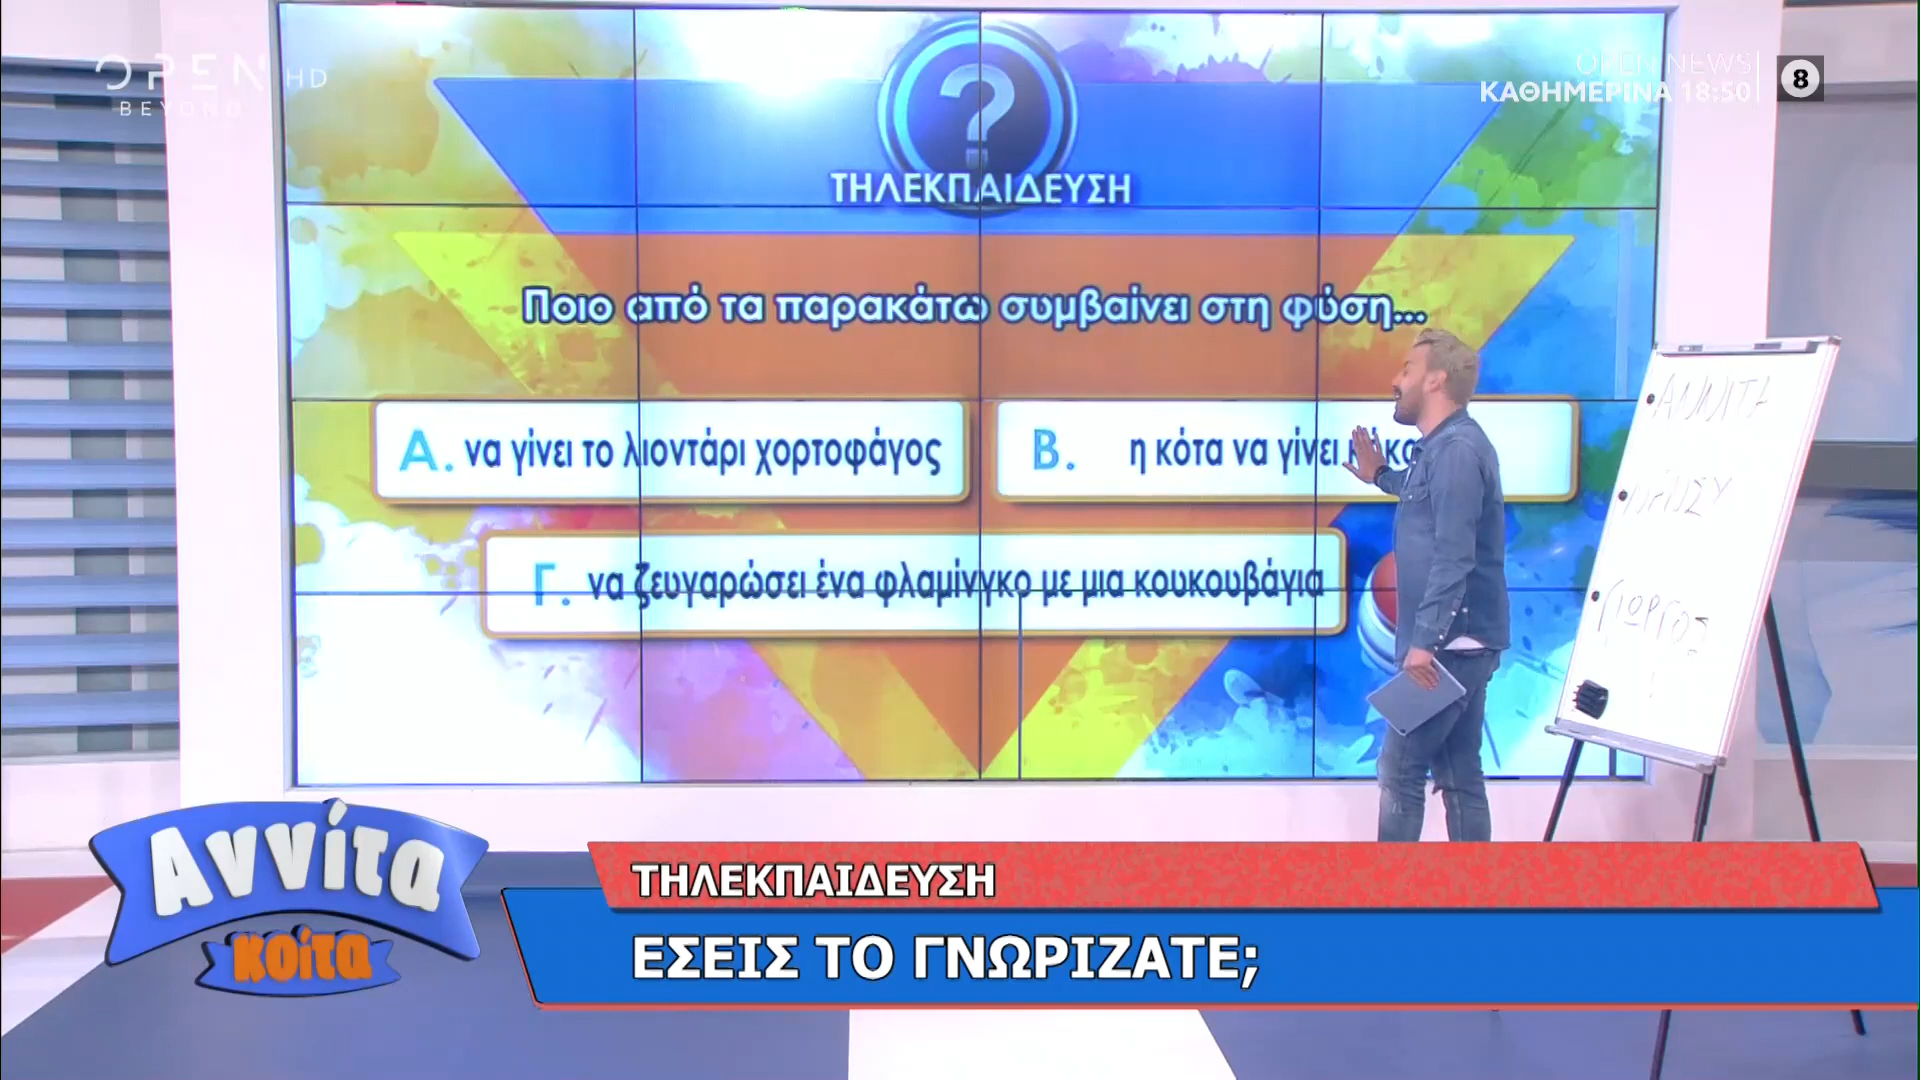 OPEN HD
BEYOND
OPEN NEWS
ΚΑΘΗΜΕΡΙΝΑ 18:50
8
?
ΤΗΛΕΚΠΑΙΔΕΥΣΗ
Ποιο από τα παρακάτω συμβαίνει στη φύση...
Α. να γίνει το λιοντάρι χορτοφάγος
Β. η κότα να γίνει
Γ. να ζευγαρώσει ένα φλαμίνγκο με μια κουκουβάγια
ΑΝΝΙΤΑ
ΓΙΩΡΓΟΣ
Αννίτα
κοίτα
ΤΗΛΕΚΠΑΙΔΕΥΣΗ
ΕΣΕΙΣ ΤΟ ΓΝΩΡΙΖΑΤΕ;